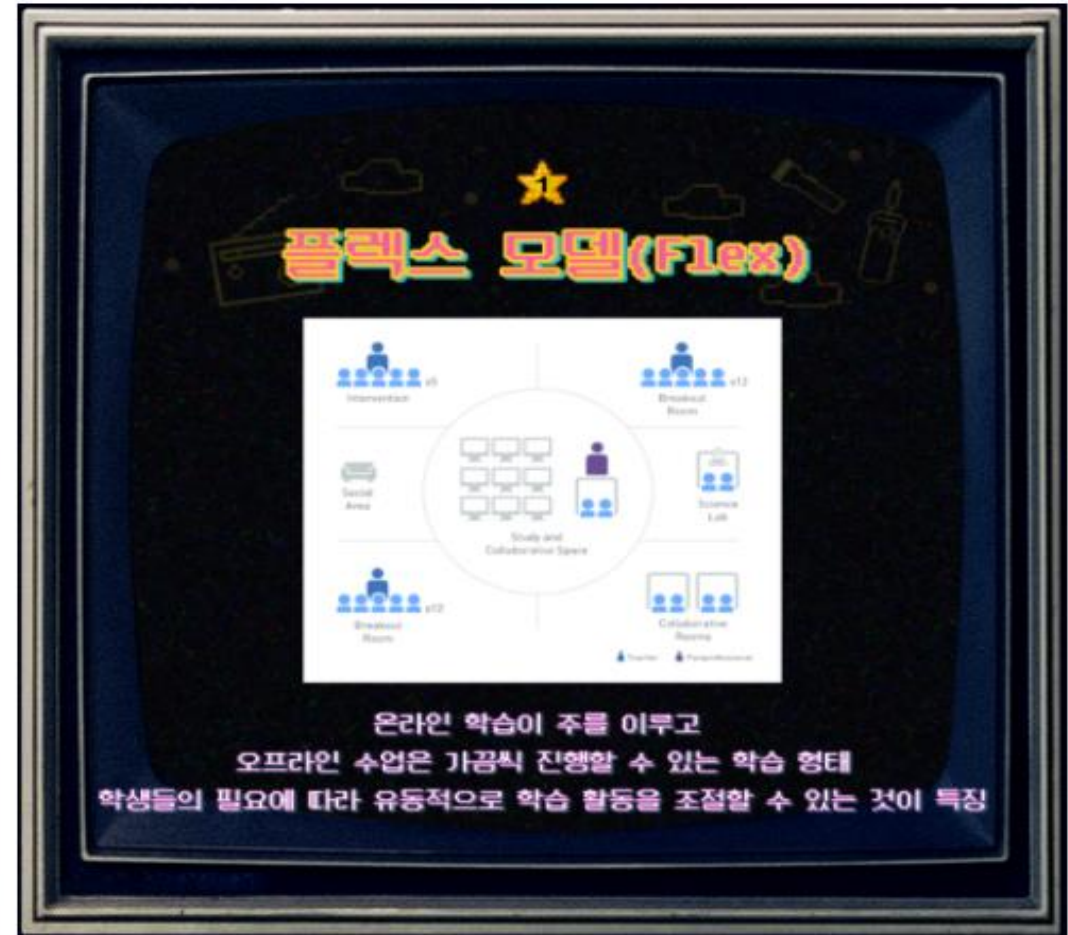 1
플렉스 모델(Flex)
x5
Intervention
x12
Breakout
Room
Social
Area
Science
Lab
Study and
Collaborative Space
x10
Breakout
Room
Collaborative
Rooms
Teacher
Paraprofessional
온라인 학습이 주를 이루고
오프라인 수업은 가끔씩 진행할 수 있는 학습 형태
학생들의 필요에 따라 유동적으로 학습 활동을 조절할 수 있는 것이 특징